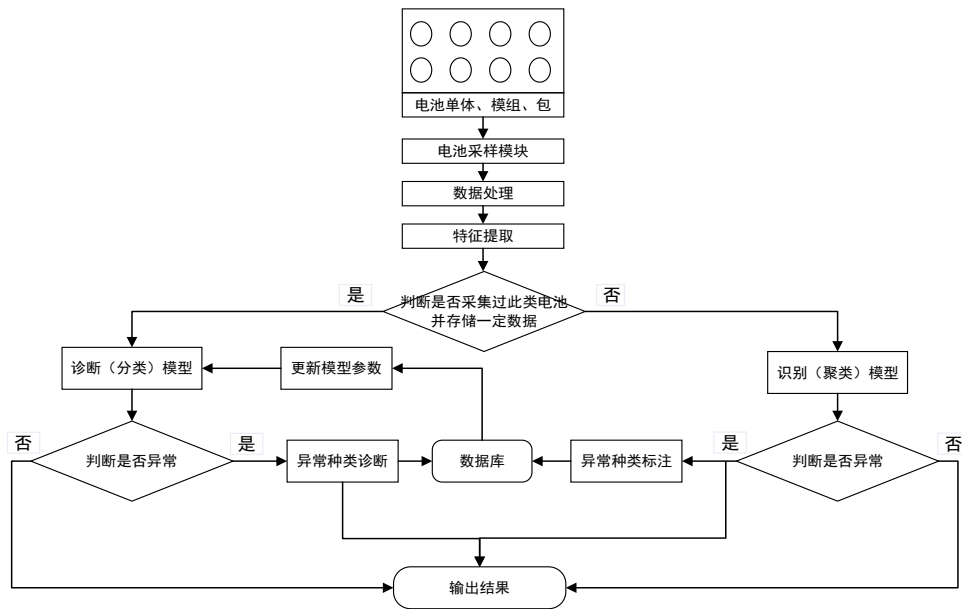 电池单体、模组、包
电池采样模块
数据处理
特征提取
是
判断是否采集过此类电池
并存储一定数据
否
诊断（分类）模型
更新模型参数
识别（聚类）模型
否
判断是否异常
是
异常种类诊断
数据库
异常种类标注
是
判断是否异常
否
输出结果